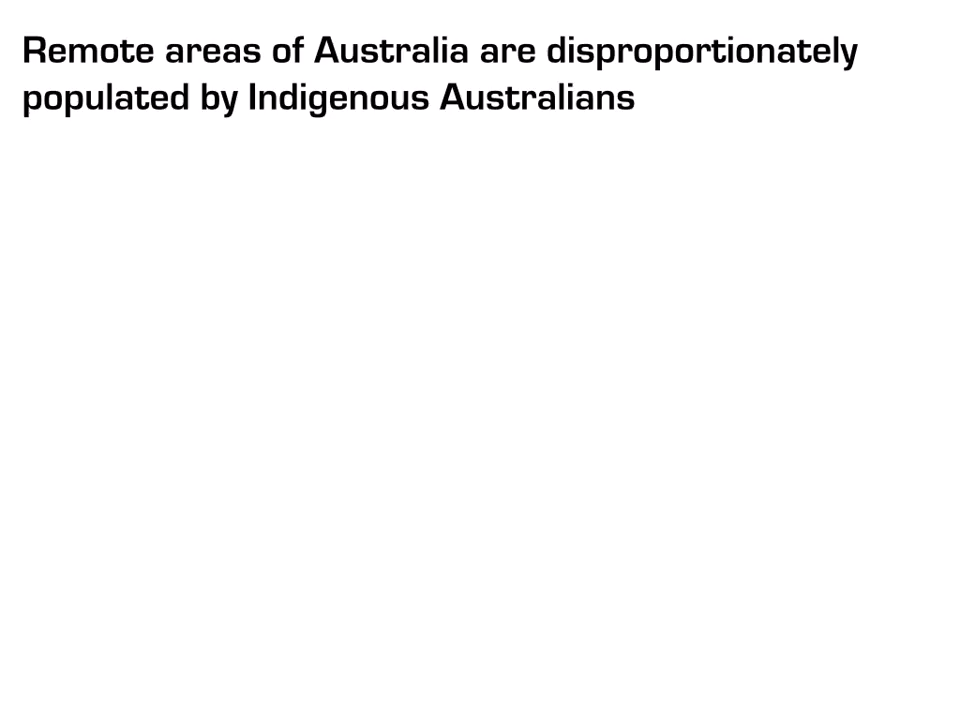 Remote areas of Australia are disproportionately
populated by Indigenous Australians